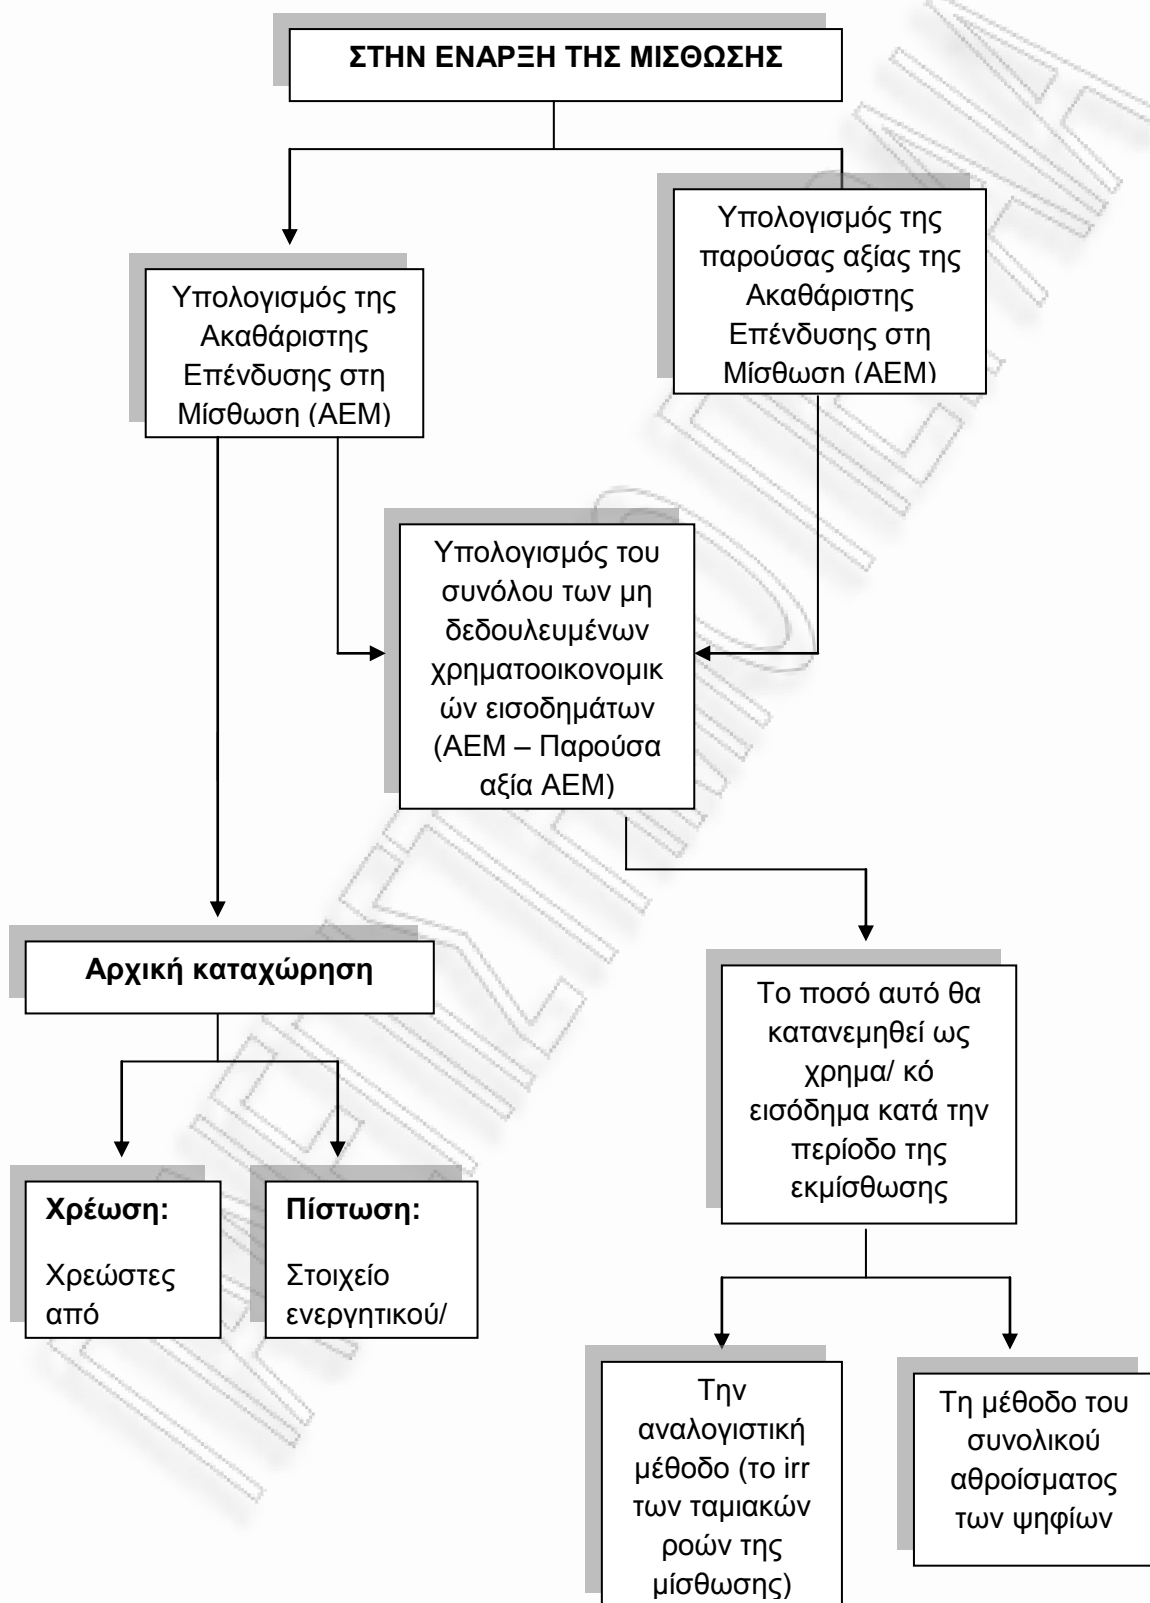 ΣΤΗΝ ΕΝΑΡΞΗ ΤΗΣ ΜΙΣΘΩΣΗΣ
Υπολογισμός της
παρούσας αξίας της
Ακαθάριστης
Επένδυσης στη
Μίσθωση (ΑΕΜ)
Υπολογισμός της
Ακαθάριστης
Επένδυσης στη
Μίσθωση (ΑΕΜ)
Υπολογισμός του
συνόλου των μη
δεδουλευμένων
χρηματοοικονομικ
ών εισοδημάτων
(ΑΕΜ – Παρούσα
αξία ΑΕΜ)
Αρχική καταχώρηση
Το ποσό αυτό θα
κατανεμηθεί ως
χρημα/ κό
εισόδημα κατά την
περίοδο της
εκμίσθωσης
Χρέωση:
Χρεώστες
από
Πίστωση:
Στοιχείο
ενεργητικού/
Την
αναλογιστική
μέθοδο (το irr
των ταμιακών
ροών της
μίσθωσης)
Τη μέθοδο του
συνολικού
αθροίσματος
των ψηφίων
ΠΑΝΕΠΙΣΤΗΜΙΟ ΠΕΙΡΑΙΑ